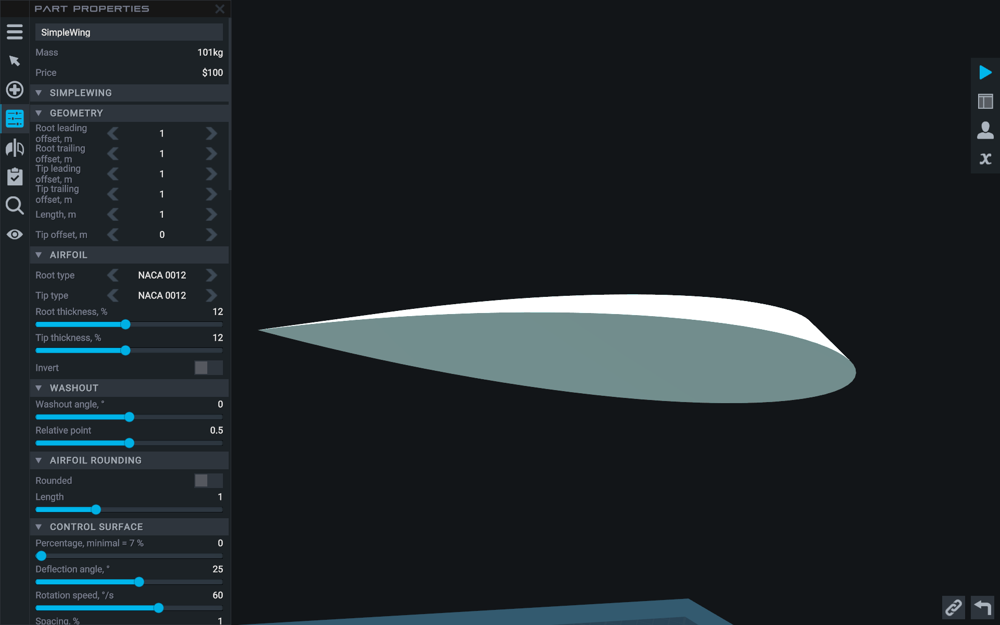 PART PROPERTIES
SimpleWing
Mass 101kg
Price $100
SIMPLEWING
GEOMETRY
Root leading
offset, m 1
Root trailing
offset, m 1
Tip leading
offset, m 1
Tip trailing
offset, m 1
Length, m 1
Tip offset, m 0
AIRFOIL
Root type NACA 0012
Tip type NACA 0012
Root thickness, % 12
Tip thickness, % 12
Invert
WASHOUT
Washout angle, ° 0
Relative point 0.5
AIRFOIL ROUNDING
Rounded
Length 1
CONTROL SURFACE
Percentage, minimal = 7 % 0
Deflection angle, ° 25
Rotation speed, °/s 60
Spacing, % 1